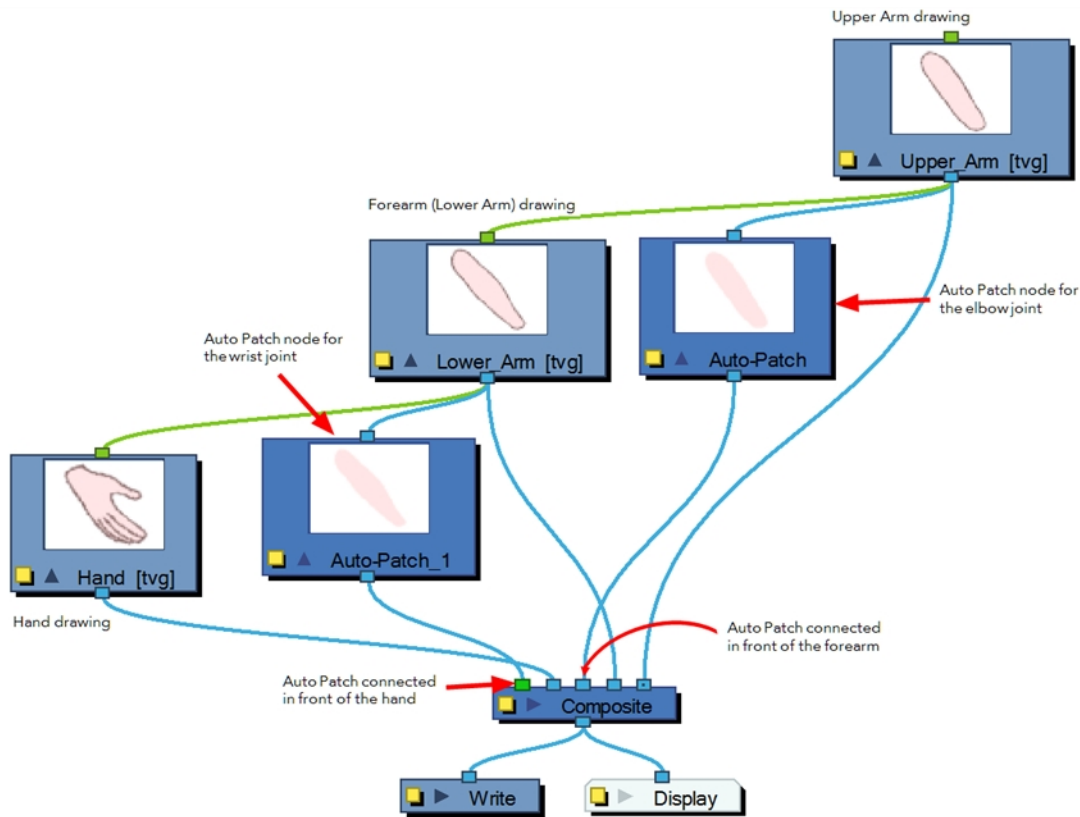 Upper Arm drawing
Upper_Arm [tvg]
Forearm (Lower Arm) drawing
Auto Patch node for
the elbow joint
Auto Patch node for
the wrist joint
Lower_Arm [tvg]
Auto-Patch
Hand [tvg]
Auto-Patch_1
Hand drawing
Auto Patch connected
in front of the forearm
Auto Patch connected
in front of the hand
Composite
Write
Display